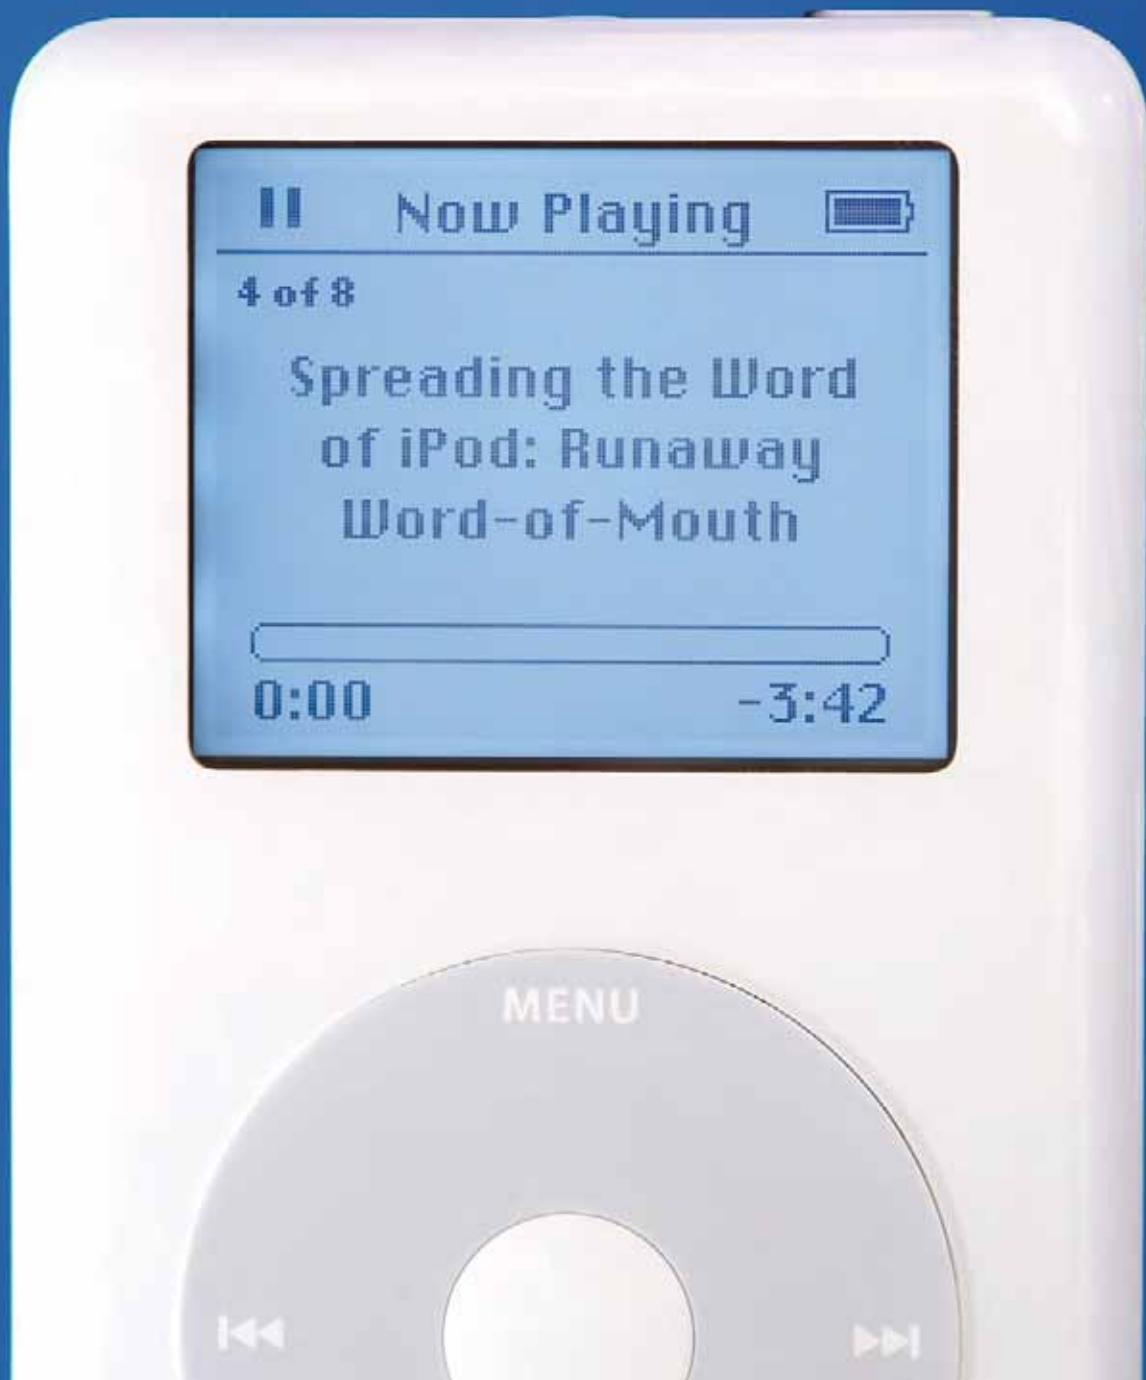 Now Playing
4 of 8
Spreading the Word
of iPod: Runaway
Word-of-Mouth
0:00 -3:42
MENU